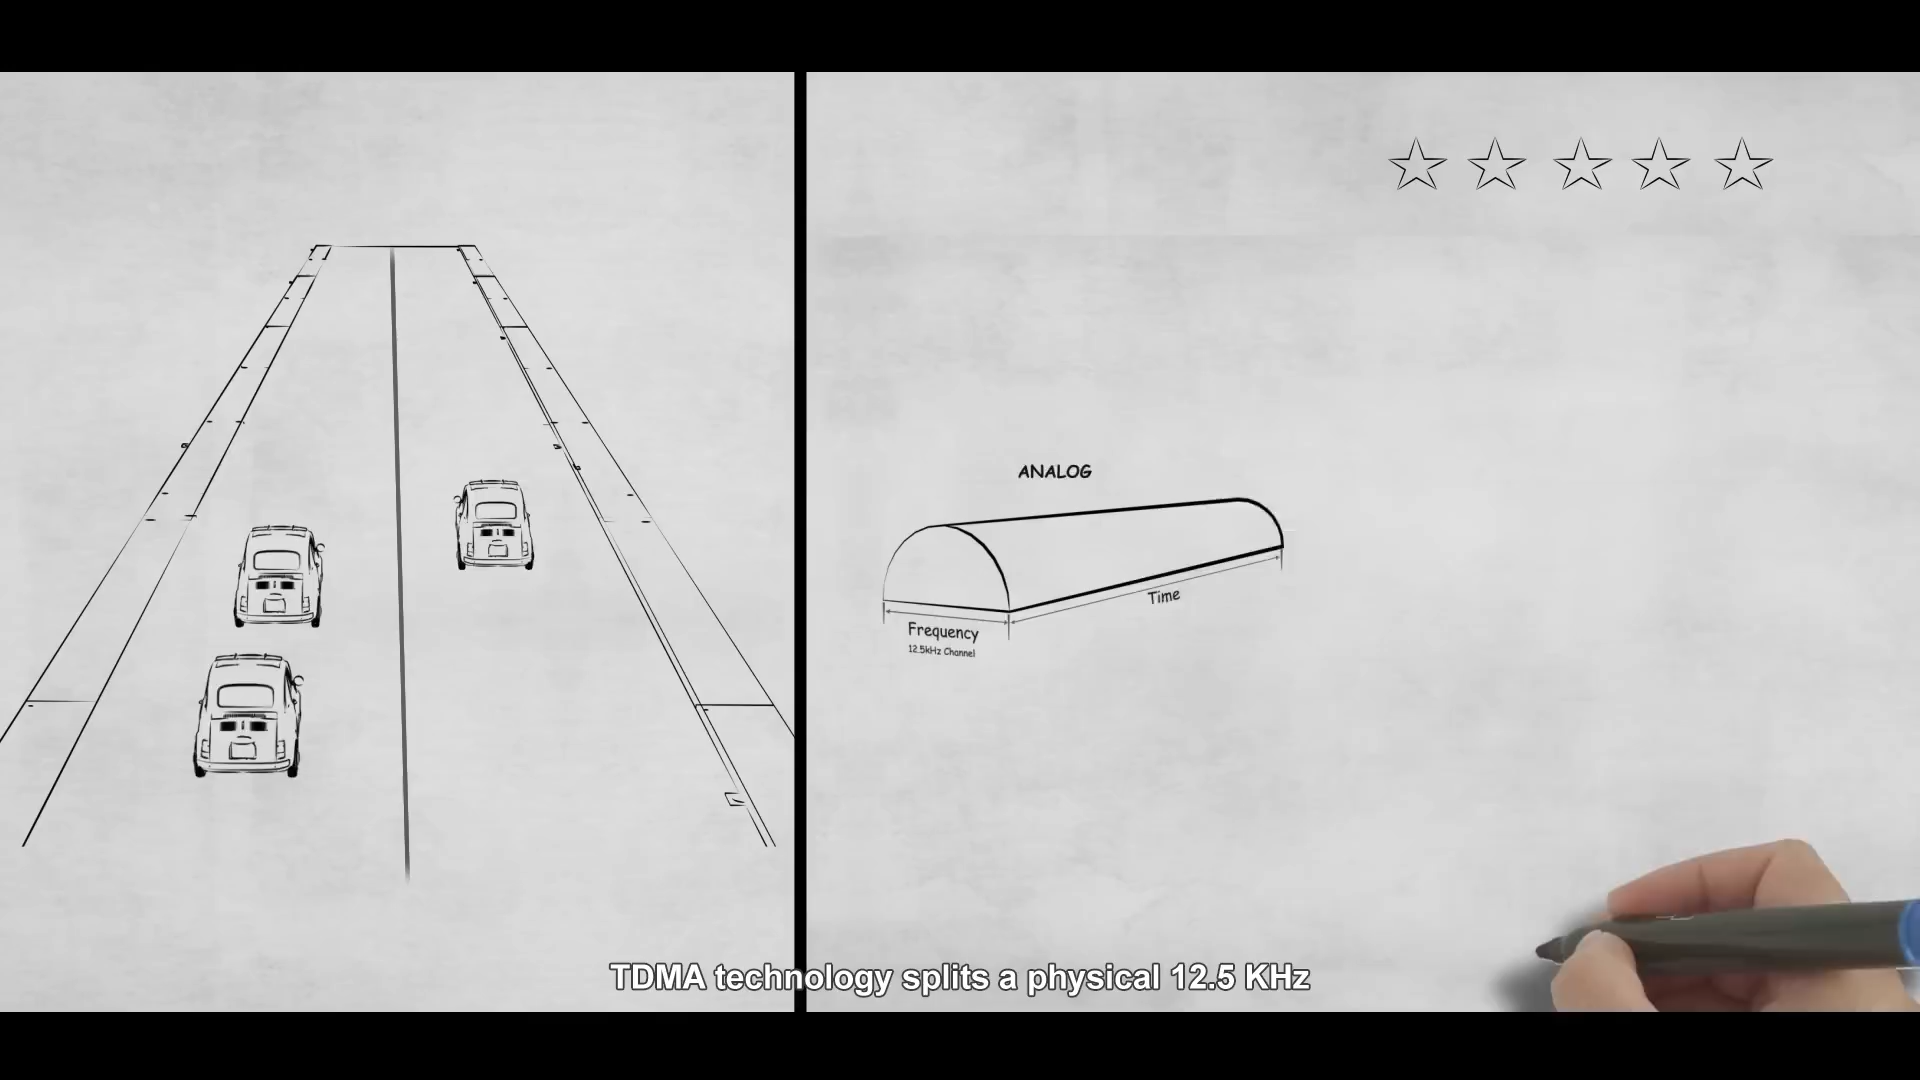 ANALOG
Time
Frequency
12.5kHz Channel
TDMA technology splits a physical 12.5 KHz